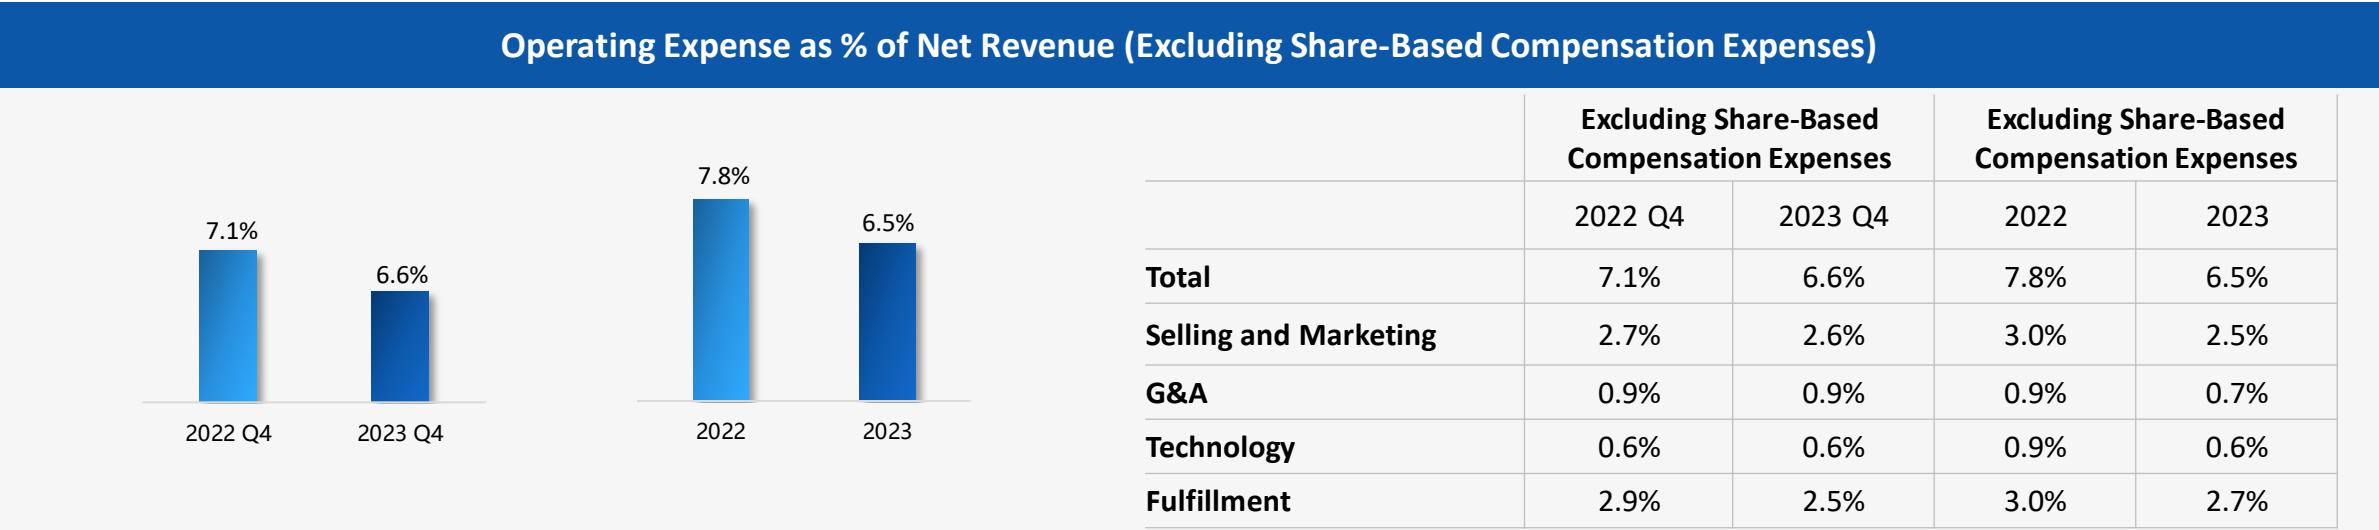 Operating Expense as % of Net Revenue (Excluding Share-Based Compensation Expenses)
7.1%
6.6%
2022 Q4 2023 Q4
7.8%
6.5%
2022 2023
Excluding Share-Based Compensation Expenses Excluding Share-Based Compensation Expenses
2022 Q4 2023 Q4 2022 2023
Total 7.1% 6.6% 7.8% 6.5%
Selling and Marketing 2.7% 2.6% 3.0% 2.5%
G&A 0.9% 0.9% 0.9% 0.7%
Technology 0.6% 0.6% 0.9% 0.6%
Fulfillment 2.9% 2.5% 3.0% 2.7%